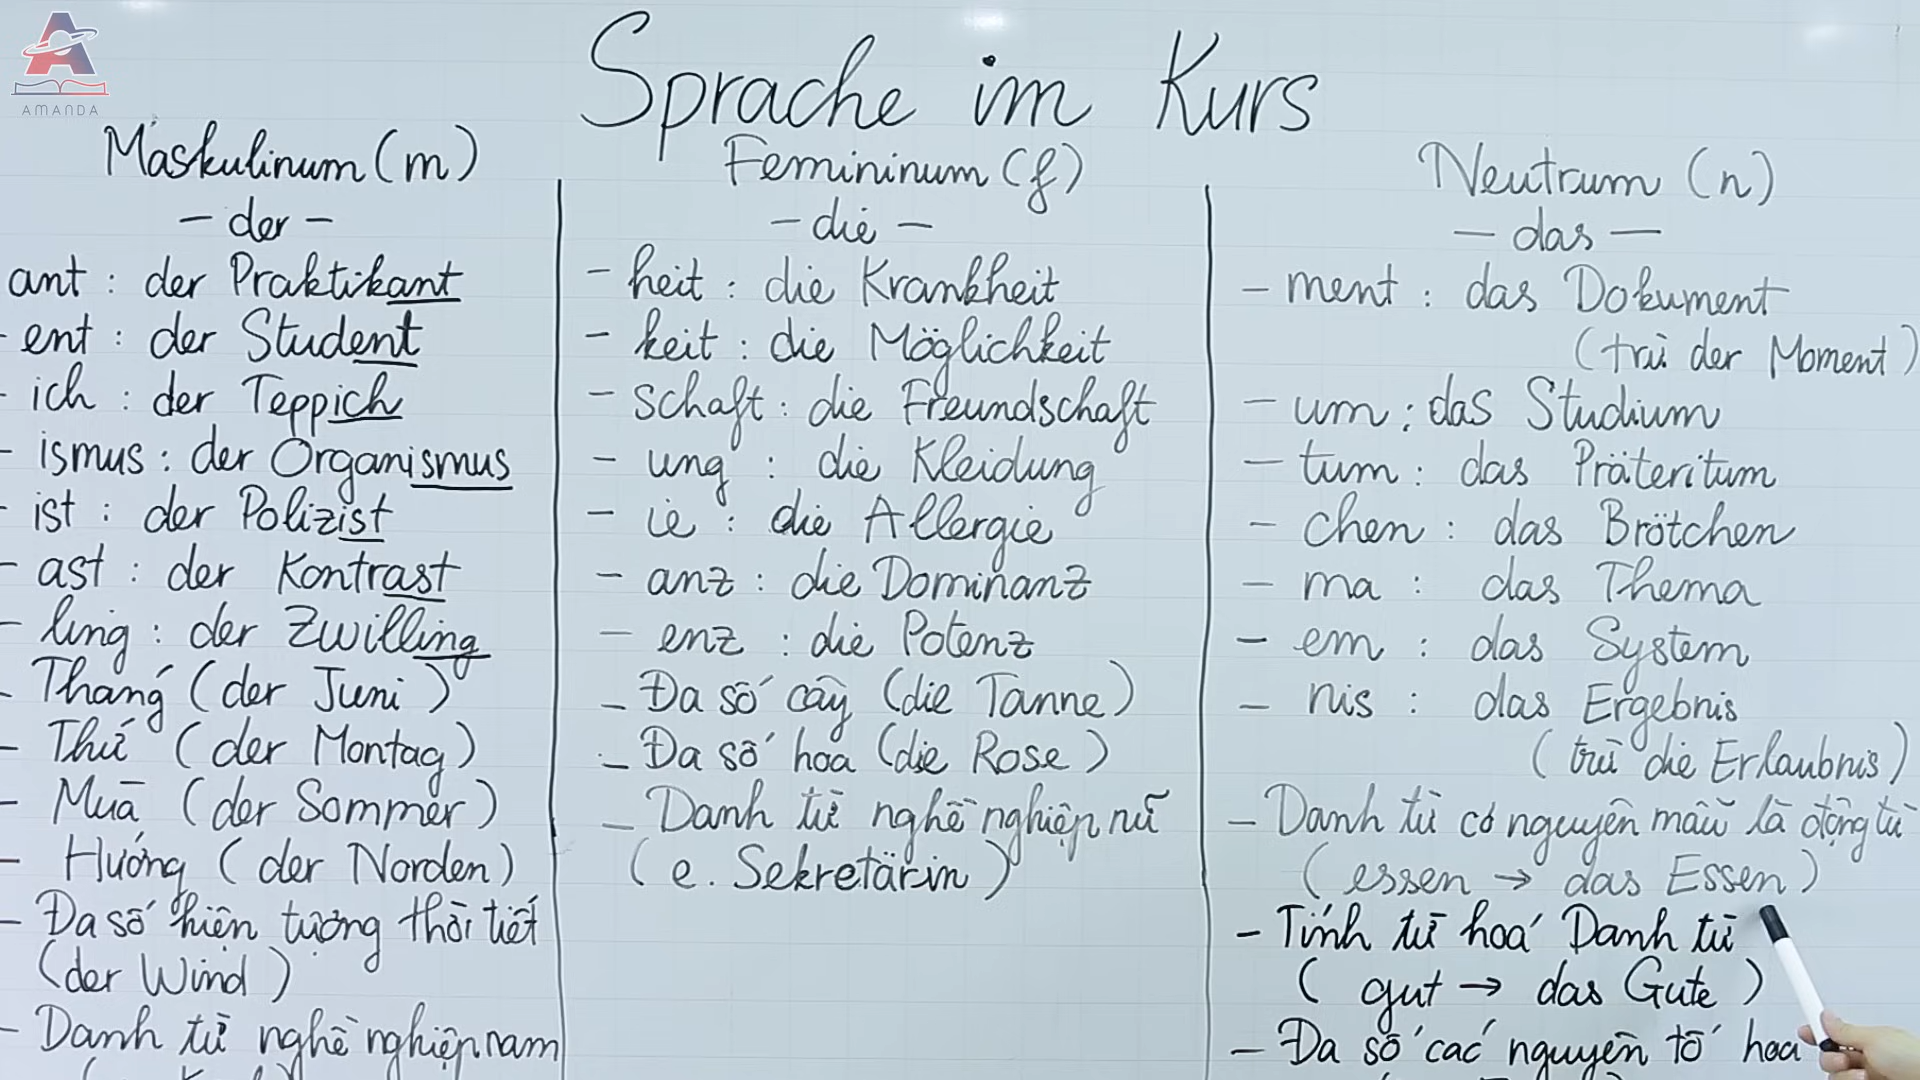 AMANDA
Sprache im Kurs
Maskulinum (m)
- der -
ant : der Praktikant
- ent : der Student
- ich : der Teppich
- ismus : der Organismus
- ist : der Polizist
- ast : der Kontrast
- ling : der Zwilling
- Tháng (der Juni)
- Thứ (der Montag)
- Mùa (der Sommer)
- Hướng (der Norden)
- Đa số hiện tượng thời tiết
(der Wind)
- Danh từ nghề nghiệp nam
Femininum (f)
- die -
- heit : die Krankheit
- keit : die Möglichkeit
- schaft : die Freundschaft
- ung : die Kleidung
- ie : die Allergie
- anz : die Dominanz
- enz : die Potenz
- Đa số cây (die Tanne)
- Đa số hoa (die Rose)
- Danh từ nghề nghiệp nữ
(e. Sekretärin)
Neutrum (n)
- das -
- ment : das Dokument
(trừ der Moment)
- um : das Studium
- tum : das Präteritum
- chen : das Brötchen
- ma : das Thema
- em : das System
- nis : das Ergebnis
(trừ die Erlaubnis)
- Danh từ có nguyên mẫu là động từ
(essen → das Essen)
- Tính từ hoá Danh từ
(gut → das Gute)
- Đa số các nguyên tố hoá